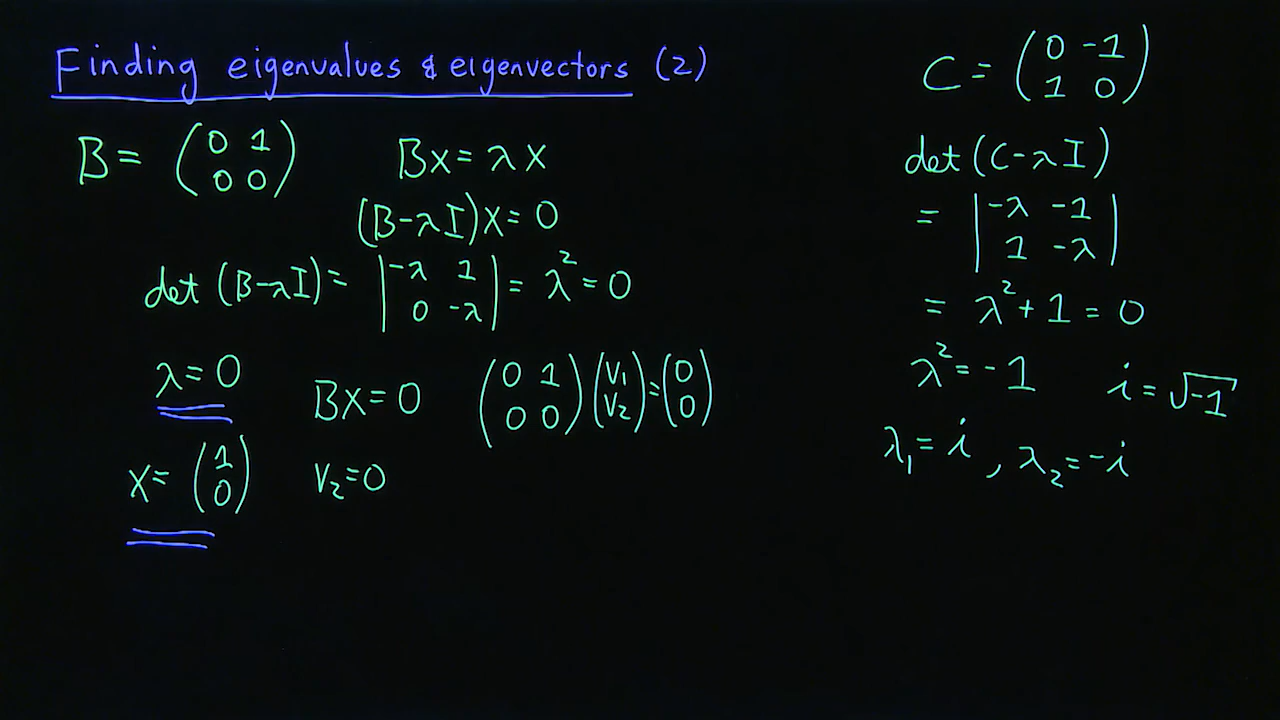 Finding eigenvalues & eigenvectors (2)
B = (0 1
0 0)
Bx = λx
(B-λI)x = 0
det (B-λI) = |-λ 1
0 -λ| = λ² = 0
λ = 0
Bx = 0
(0 1
0 0) (v₁
v₂) = (0
0)
x = (1
0)
v₂ = 0
C = (0 -1
1 0)
det (C-λI)
= |-λ -1
1 -λ|
= λ² + 1 = 0
λ² = -1
i = √-1
λ₁ = i , λ₂ = -i